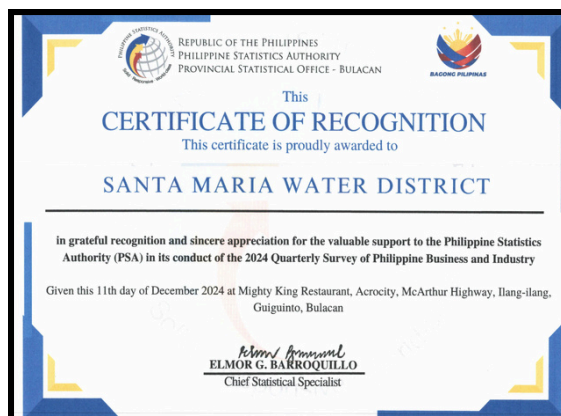 REPUBLIC OF THE PHILIPPINES
PHILIPPINE STATISTICS AUTHORITY
PROVINCIAL STATISTICAL OFFICE - BULACAN
PHILIPPINE STATISTICS AUTHORITY
BAGONG PILIPINAS
This
CERTIFICATE OF RECOGNITION
This certificate is proudly awarded to
SANTA MARIA WATER DISTRICT
in grateful recognition and sincere appreciation for the valuable support to the Philippine Statistics
Authority (PSA) in its conduct of the 2024 Quarterly Survey of Philippine Business and Industry
Given this 11th day of December 2024 at Mighty King Restaurant, Acrocity, McArthur Highway, Ilang-ilang,
Guiguinto, Bulacan
ELMOR G. BARROQUILLO
Chief Statistical Specialist